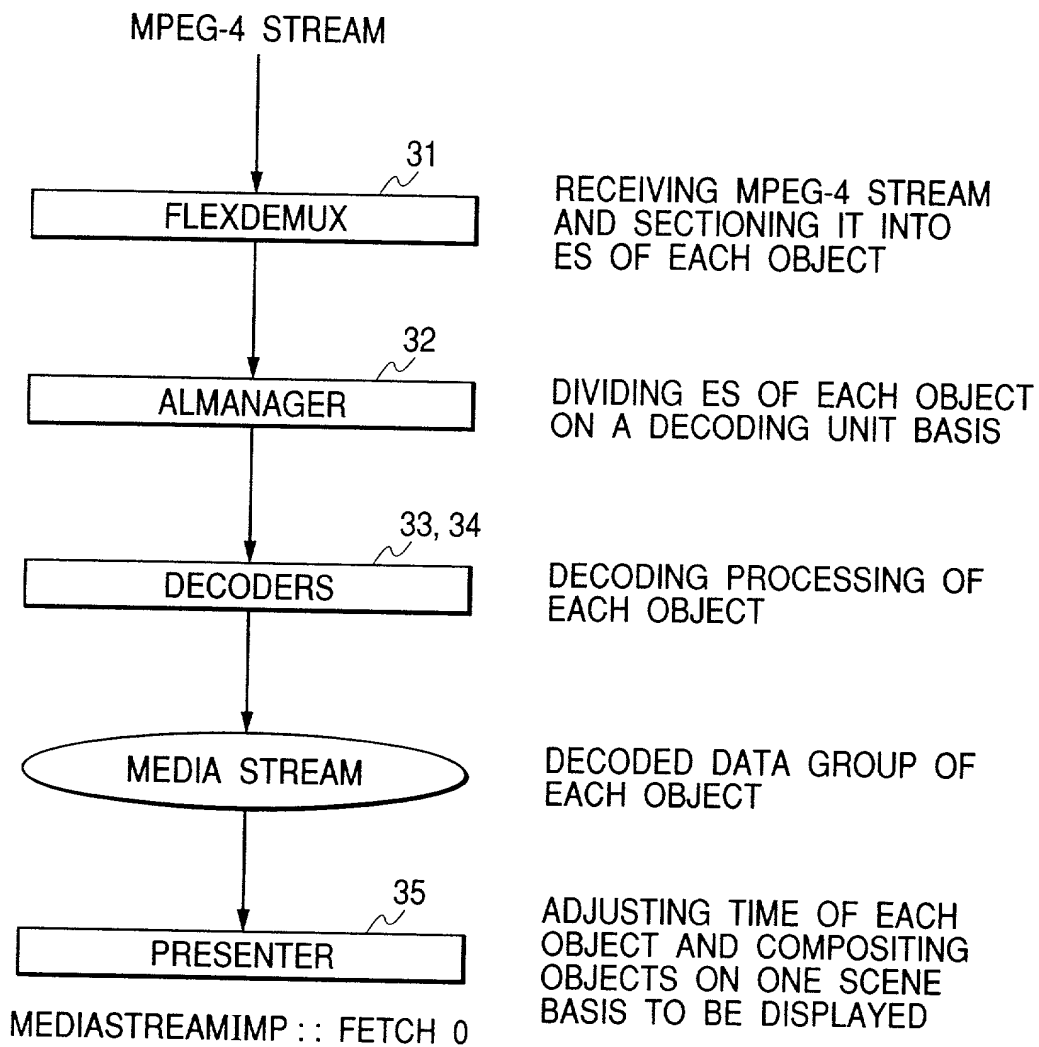 MPEG-4 STREAM
31
FLEXDEMUX
RECEIVING MPEG-4 STREAM
AND SECTIONING IT INTO
ES OF EACH OBJECT
32
ALMANAGER
DIVIDING ES OF EACH OBJECT
ON A DECODING UNIT BASIS
33, 34
DECODERS
DECODING PROCESSING OF
EACH OBJECT
MEDIA STREAM
DECODED DATA GROUP OF
EACH OBJECT
35
PRESENTER
ADJUSTING TIME OF EACH
OBJECT AND COMPOSITING
OBJECTS ON ONE SCENE
BASIS TO BE DISPLAYED
MEDIASTREAMIMP :: FETCH 0